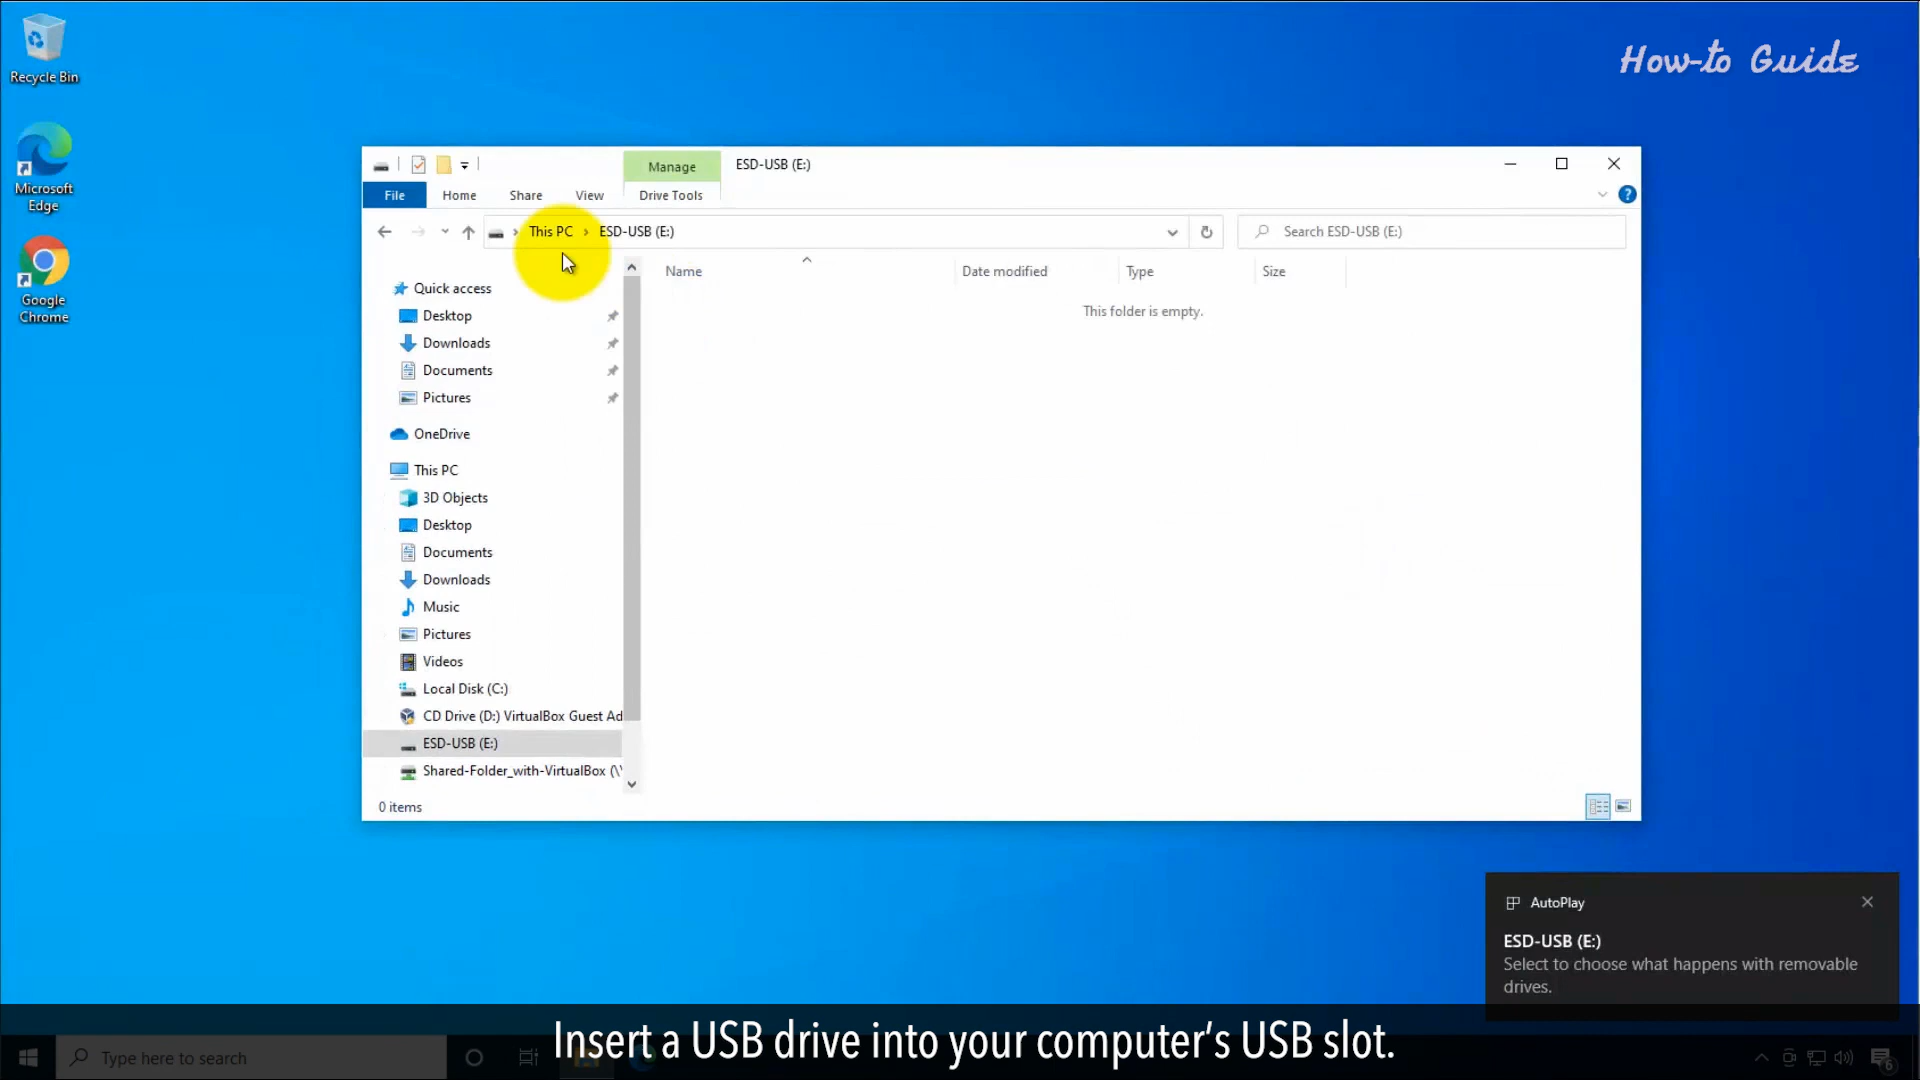 Recycle Bin
Microsoft
Edge
Google
Chrome
How-to Guide
Manage
ESD-USB (E:)
File
Home
Share
View
Drive Tools
This PC
ESD-USB (E:)
Search ESD-USB (E:)
Name
Date modified
Type
Size
This folder is empty.
Quick access
Desktop
Downloads
Documents
Pictures
OneDrive
This PC
3D Objects
Desktop
Documents
Downloads
Music
Pictures
Videos
Local Disk (C:)
CD Drive (D:) VirtualBox Guest Ad
ESD-USB (E:)
Shared-Folder_with-VirtualBox (\\
0 items
AutoPlay
ESD-USB (E:)
Select to choose what happens with removable
drives.
Insert a USB drive into your computer's USB slot.
Type here to search
6